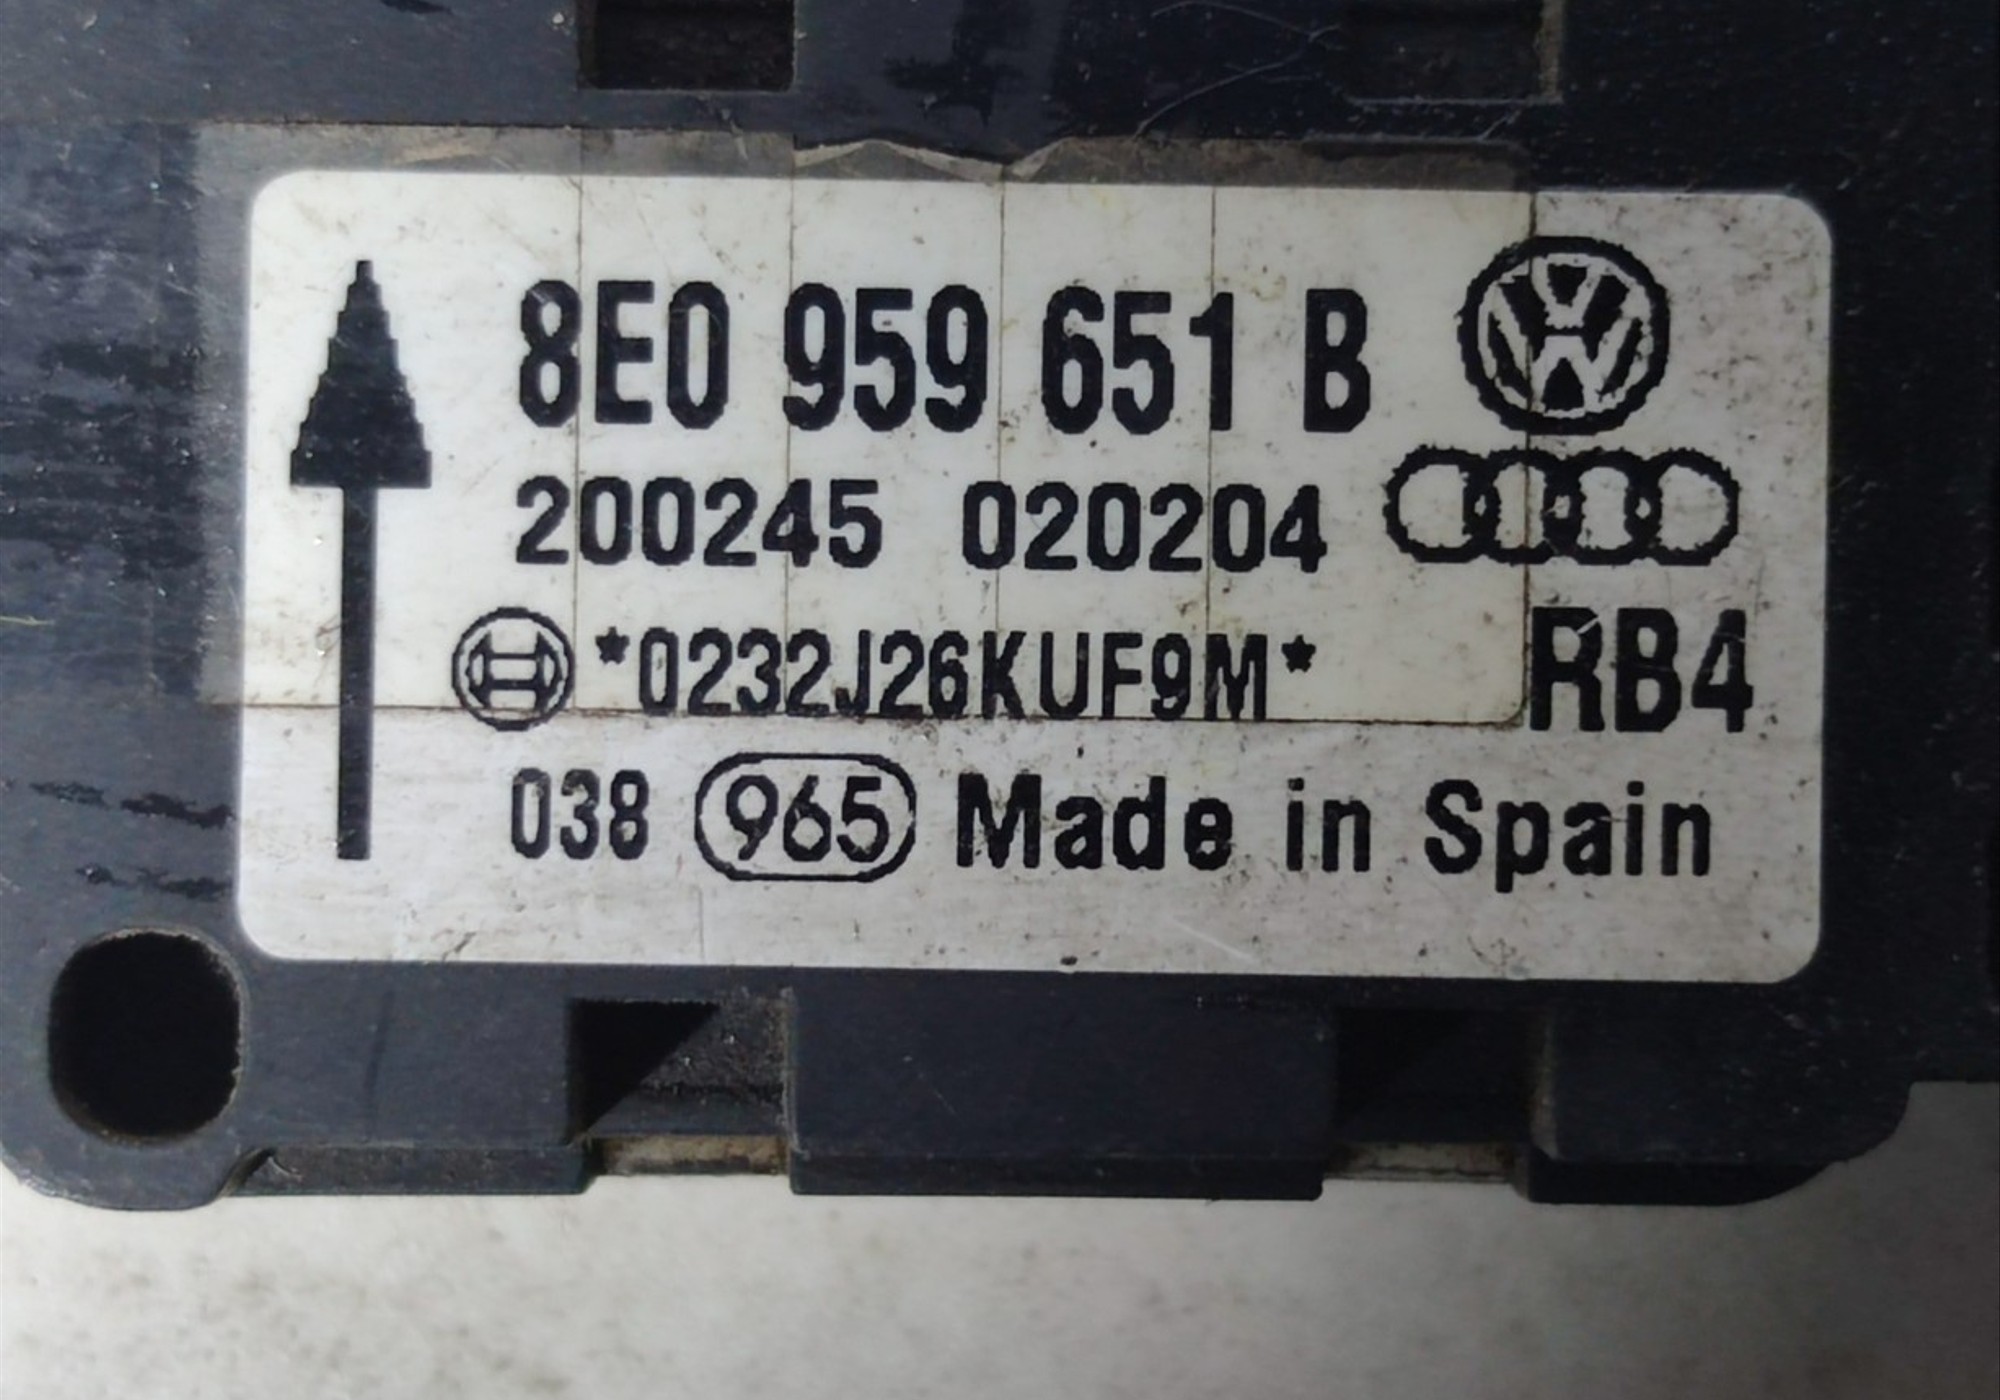 8E0 959 651 B
200245 020204
*0232J26KUF9M* RB4
038 965 Made in Spain